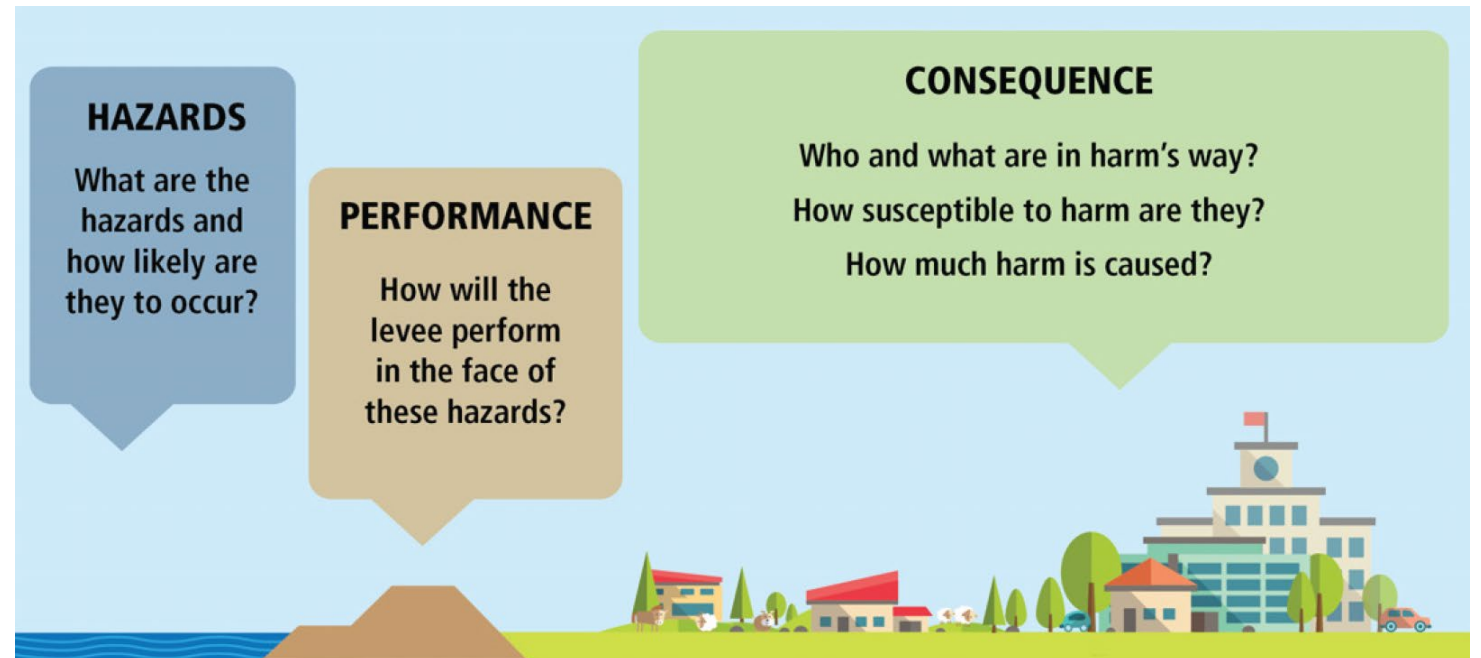 HAZARDS
What are the
hazards and
how likely are
they to occur?
PERFORMANCE
How will the
levee perform
in the face of
these hazards?
CONSEQUENCE
Who and what are in harm’s way?
How susceptible to harm are they?
How much harm is caused?